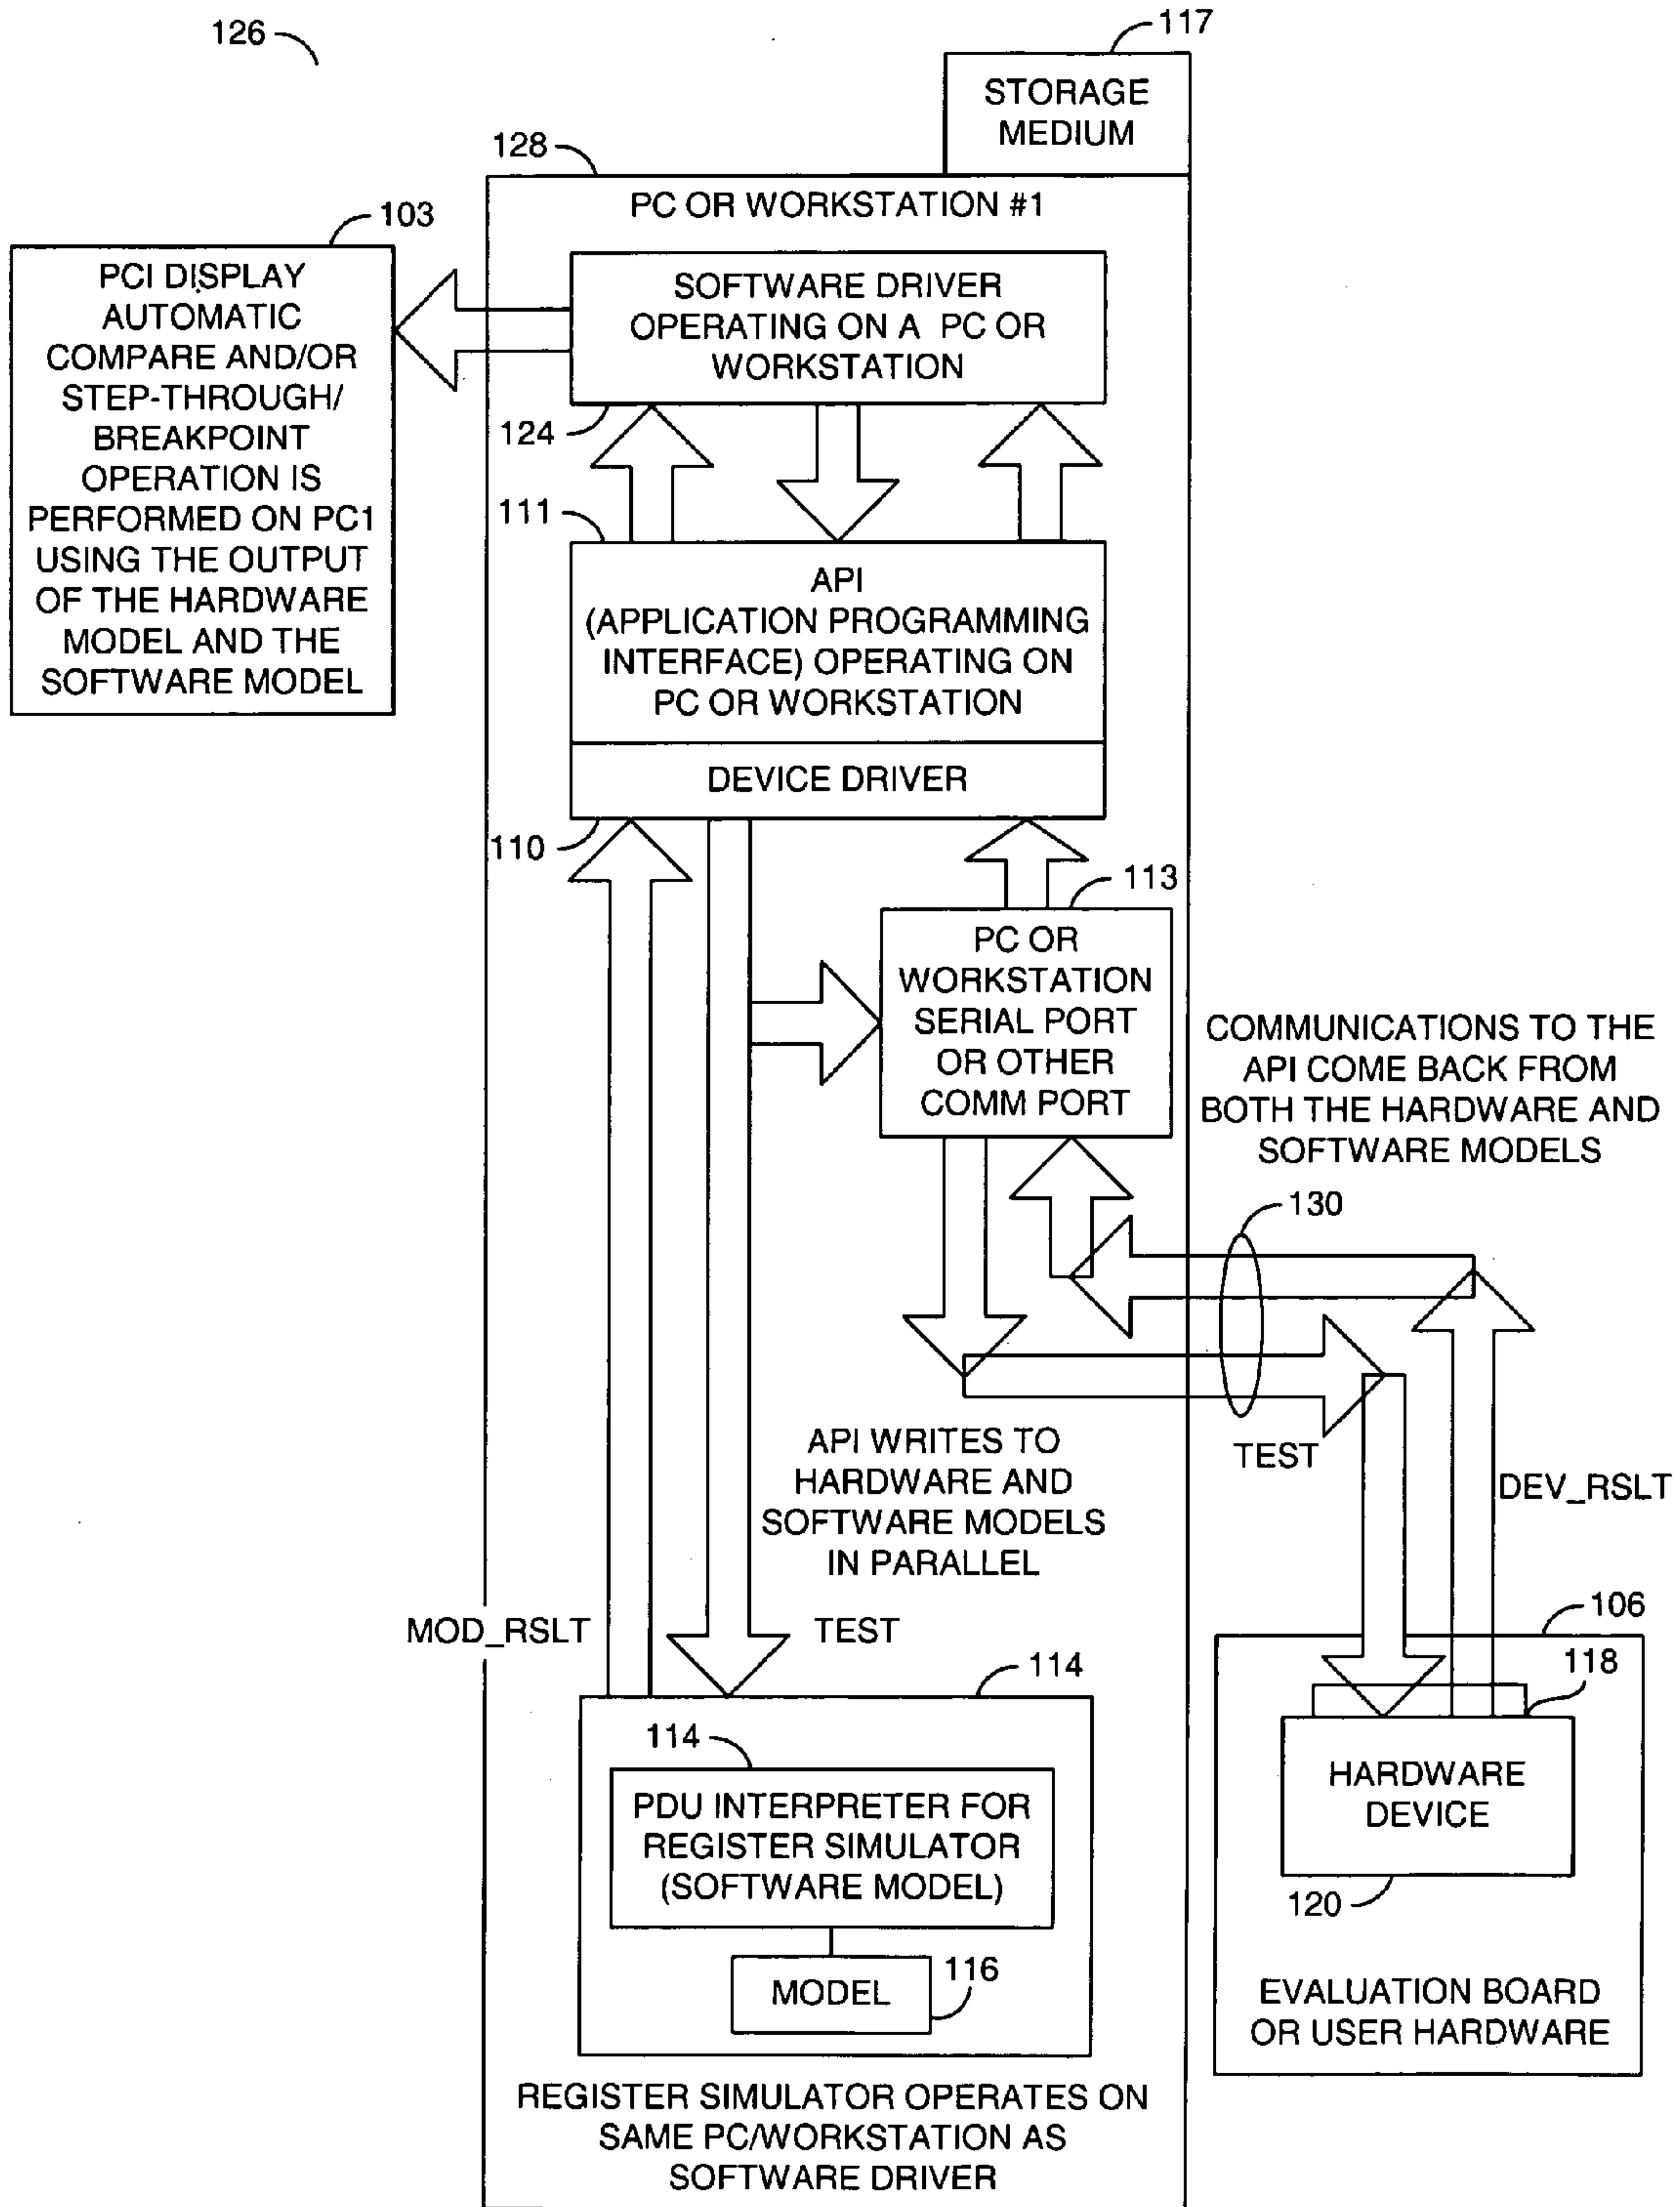 126
117
STORAGE
MEDIUM
128
PC OR WORKSTATION #1
103
PCI DISPLAY
AUTOMATIC
COMPARE AND/OR
STEP-THROUGH/
BREAKPOINT
OPERATION IS
PERFORMED ON PC1
USING THE OUTPUT
OF THE HARDWARE
MODEL AND THE
SOFTWARE MODEL
SOFTWARE DRIVER
OPERATING ON A PC OR
WORKSTATION
124
111
API
(APPLICATION PROGRAMMING
INTERFACE) OPERATING ON
PC OR WORKSTATION
DEVICE DRIVER
110
113
PC OR
WORKSTATION
SERIAL PORT
OR OTHER
COMM PORT
COMMUNICATIONS TO THE
API COME BACK FROM
BOTH THE HARDWARE AND
SOFTWARE MODELS
130
API WRITES TO
HARDWARE AND
SOFTWARE MODELS
IN PARALLEL
TEST
DEV_RSLT
MOD_RSLT
TEST
106
118
114
114
PDU INTERPRETER FOR
REGISTER SIMULATOR
(SOFTWARE MODEL)
MODEL
116
HARDWARE
DEVICE
120
EVALUATION BOARD
OR USER HARDWARE
REGISTER SIMULATOR OPERATES ON
SAME PC/WORKSTATION AS
SOFTWARE DRIVER